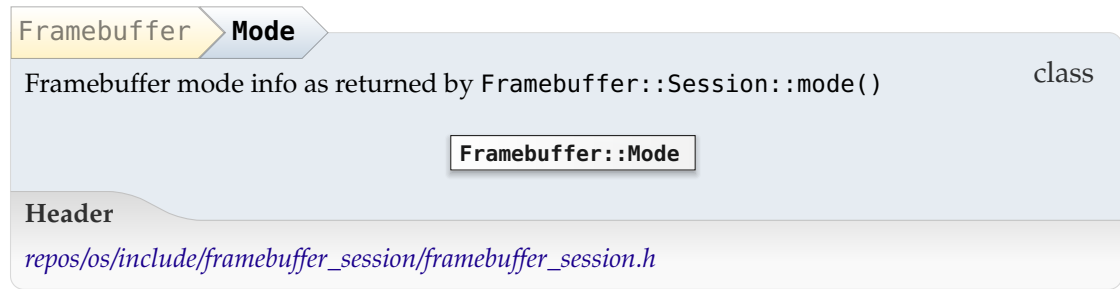 Framebuffer Mode
Framebuffer mode info as returned by Framebuffer::Session::mode() class
Framebuffer::Mode
Header
repos/os/include/framebuffer_session/framebuffer_session.h